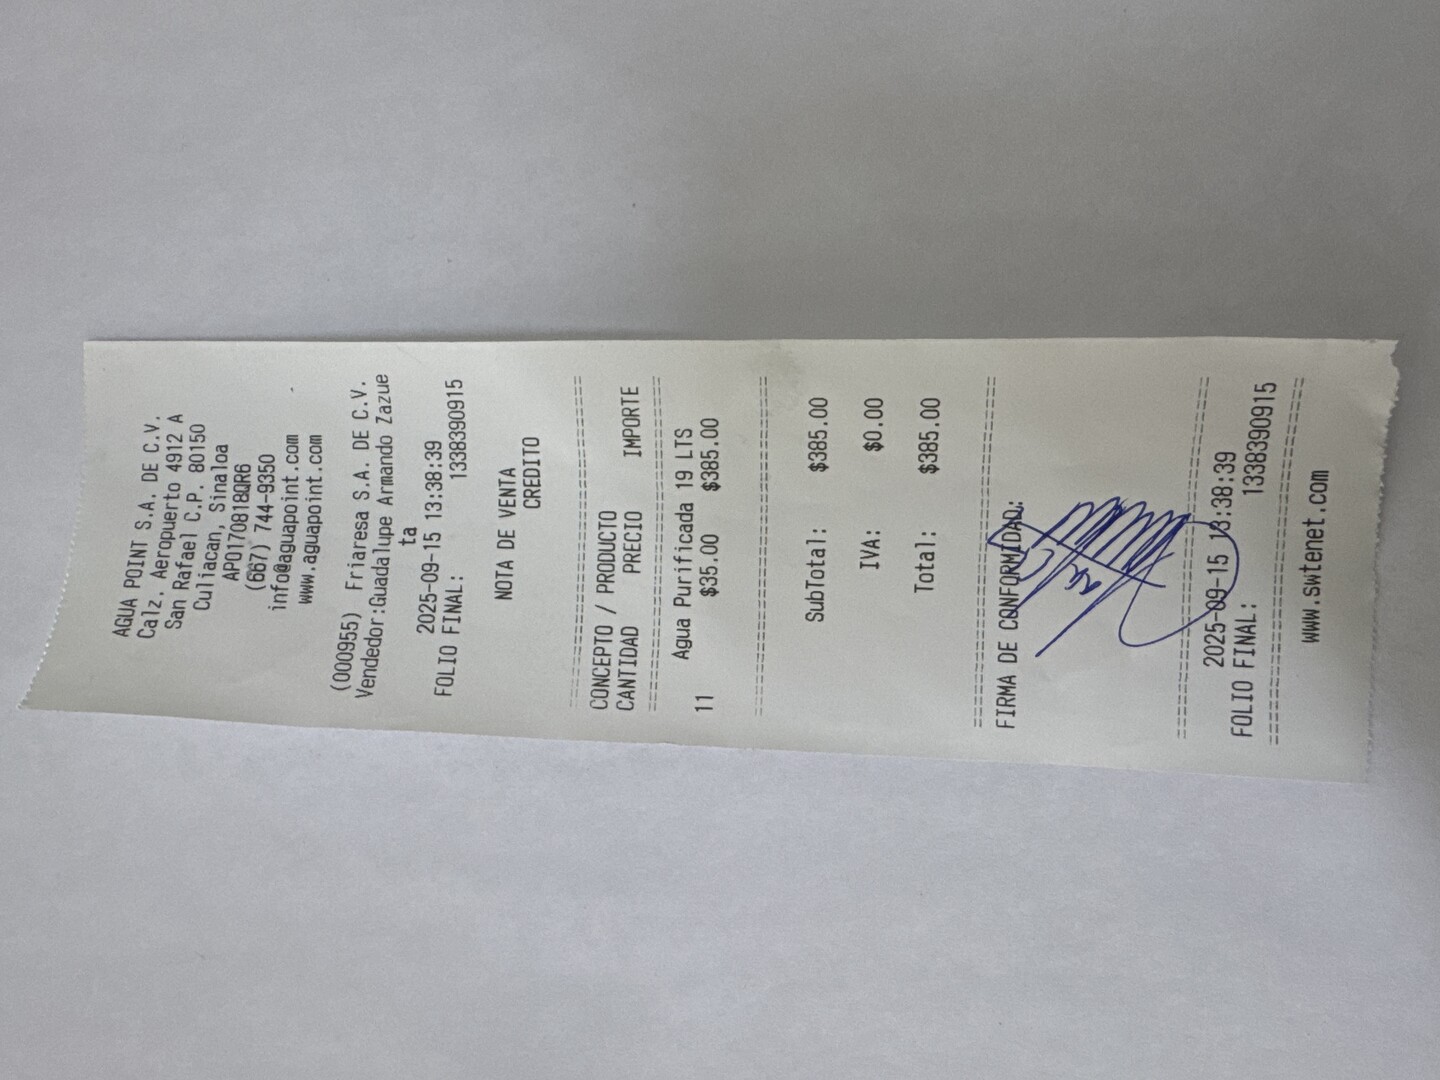 AGUA POINT S.A. DE C.V.
Calz. Aeropuerto 4912 A
San Rafael C.P. 80150
Culiacan, Sinaloa
APO170818QR6
(667) 744-9350
info@aguapoint.com
www.aguapoint.com
(000955) Friaresa S.A. DE C.V.
Vendedor:Guadalupe Armando Zazue
ta
2025-09-15 13:38:39
FOLIO FINAL: 1338390915
NOTA DE VENTA
CREDITO
CONCEPTO / PRODUCTO
CANTIDAD PRECIO IMPORTE
Agua Purificada 19 LTS
11 $35.00 $385.00
SubTotal: $385.00
IVA: $0.00
Total: $385.00
FIRMA DE CONFORMIDAD:
2025-09-15 13:38:39
FOLIO FINAL: 1338390915
www.swtenet.com